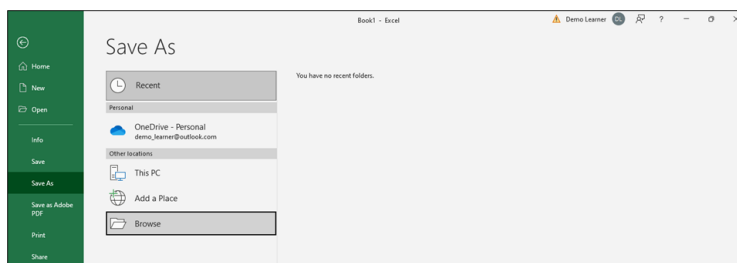 Book1 - Excel
Demo Learner
DL
?
Home
New
Open
Info
Save
Save As
Save as Adobe
PDF
Print
Share
Save As
Recent
Personal
OneDrive - Personal
demo_learner@outlook.com
Other locations
This PC
Add a Place
Browse
You have no recent folders.